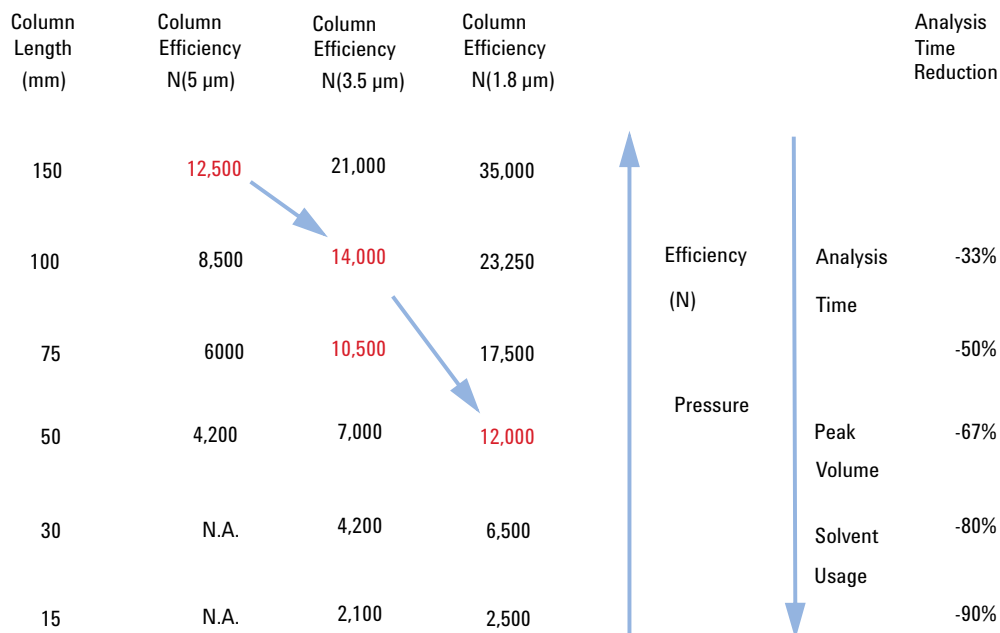 Column Length (mm)
Column Efficiency N(5 µm)
Column Efficiency N(3.5 µm)
Column Efficiency N(1.8 µm)
Analysis Time Reduction
150 12,500 21,000 35,000
100 8,500 14,000 23,250 Efficiency Analysis -33%
(N) Time
75 6000 10,500 17,500 -50%
Pressure
50 4,200 7,000 12,000 Peak -67%
Volume
30 N.A. 4,200 6,500 Solvent -80%
Usage
15 N.A. 2,100 2,500 -90%